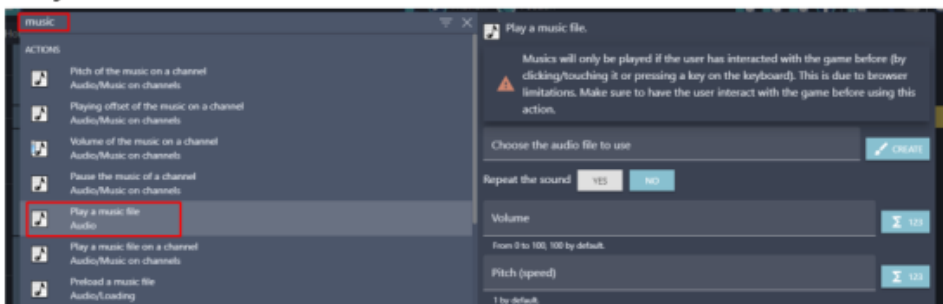 music
ACTIONS
Pitch of the music on a channel
Audio/Music on channels
Playing offset of the music on a channel
Audio/Music on channels
Volume of the music on a channel
Audio/Music on channels
Pause the music of a channel
Audio/Music on channels
Play a music file
Audio
Play a music file on a channel
Audio/Music on channels
Preload a music file
Audio/Loading
Play a music file.
Musics will only be played if the user has interacted with the game before (by
clicking/touching it or pressing a key on the keyboard). This is due to browser
limitations. Make sure to have the user interact with the game before using this
action.
Choose the audio file to use
CREATE
Repeat the sound YES NO
Volume
Σ 123
From 0 to 100, 100 by default.
Pitch (speed)
Σ 123
1 by default.